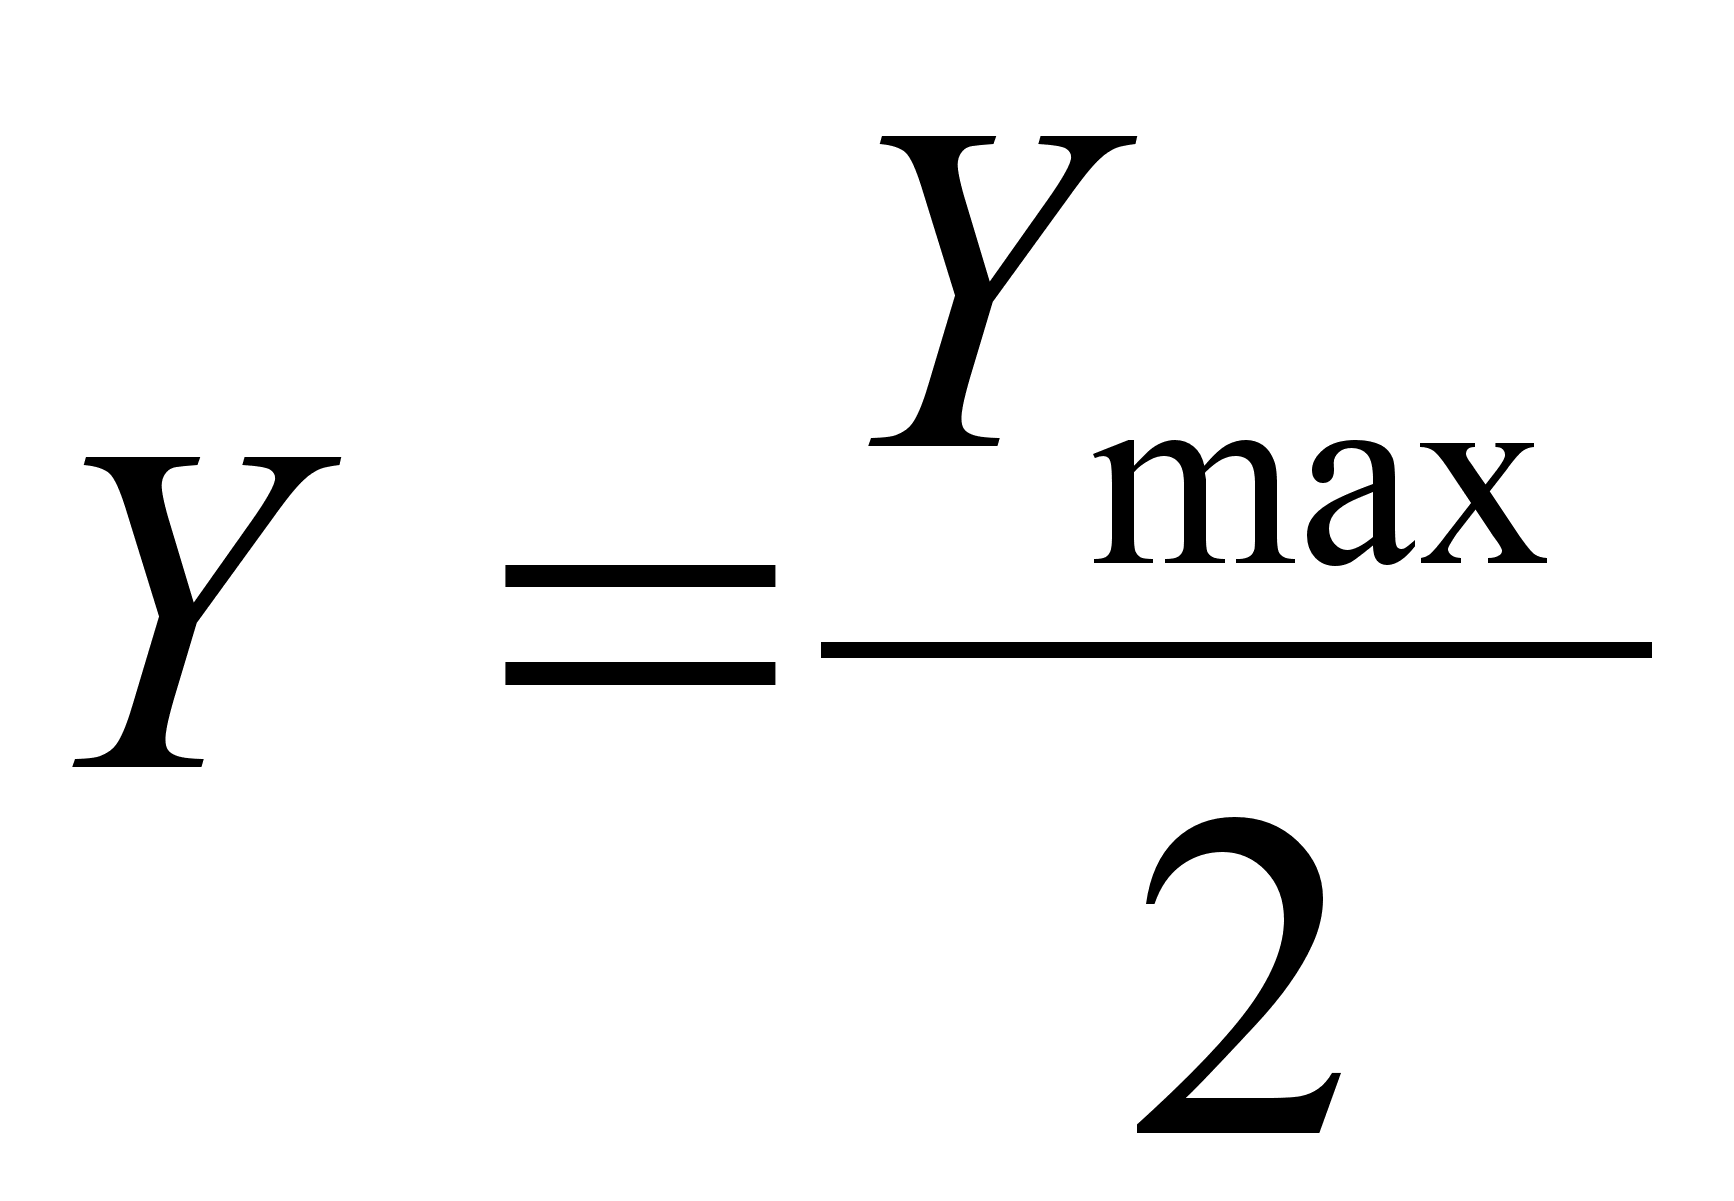 Y = Y_max / 2